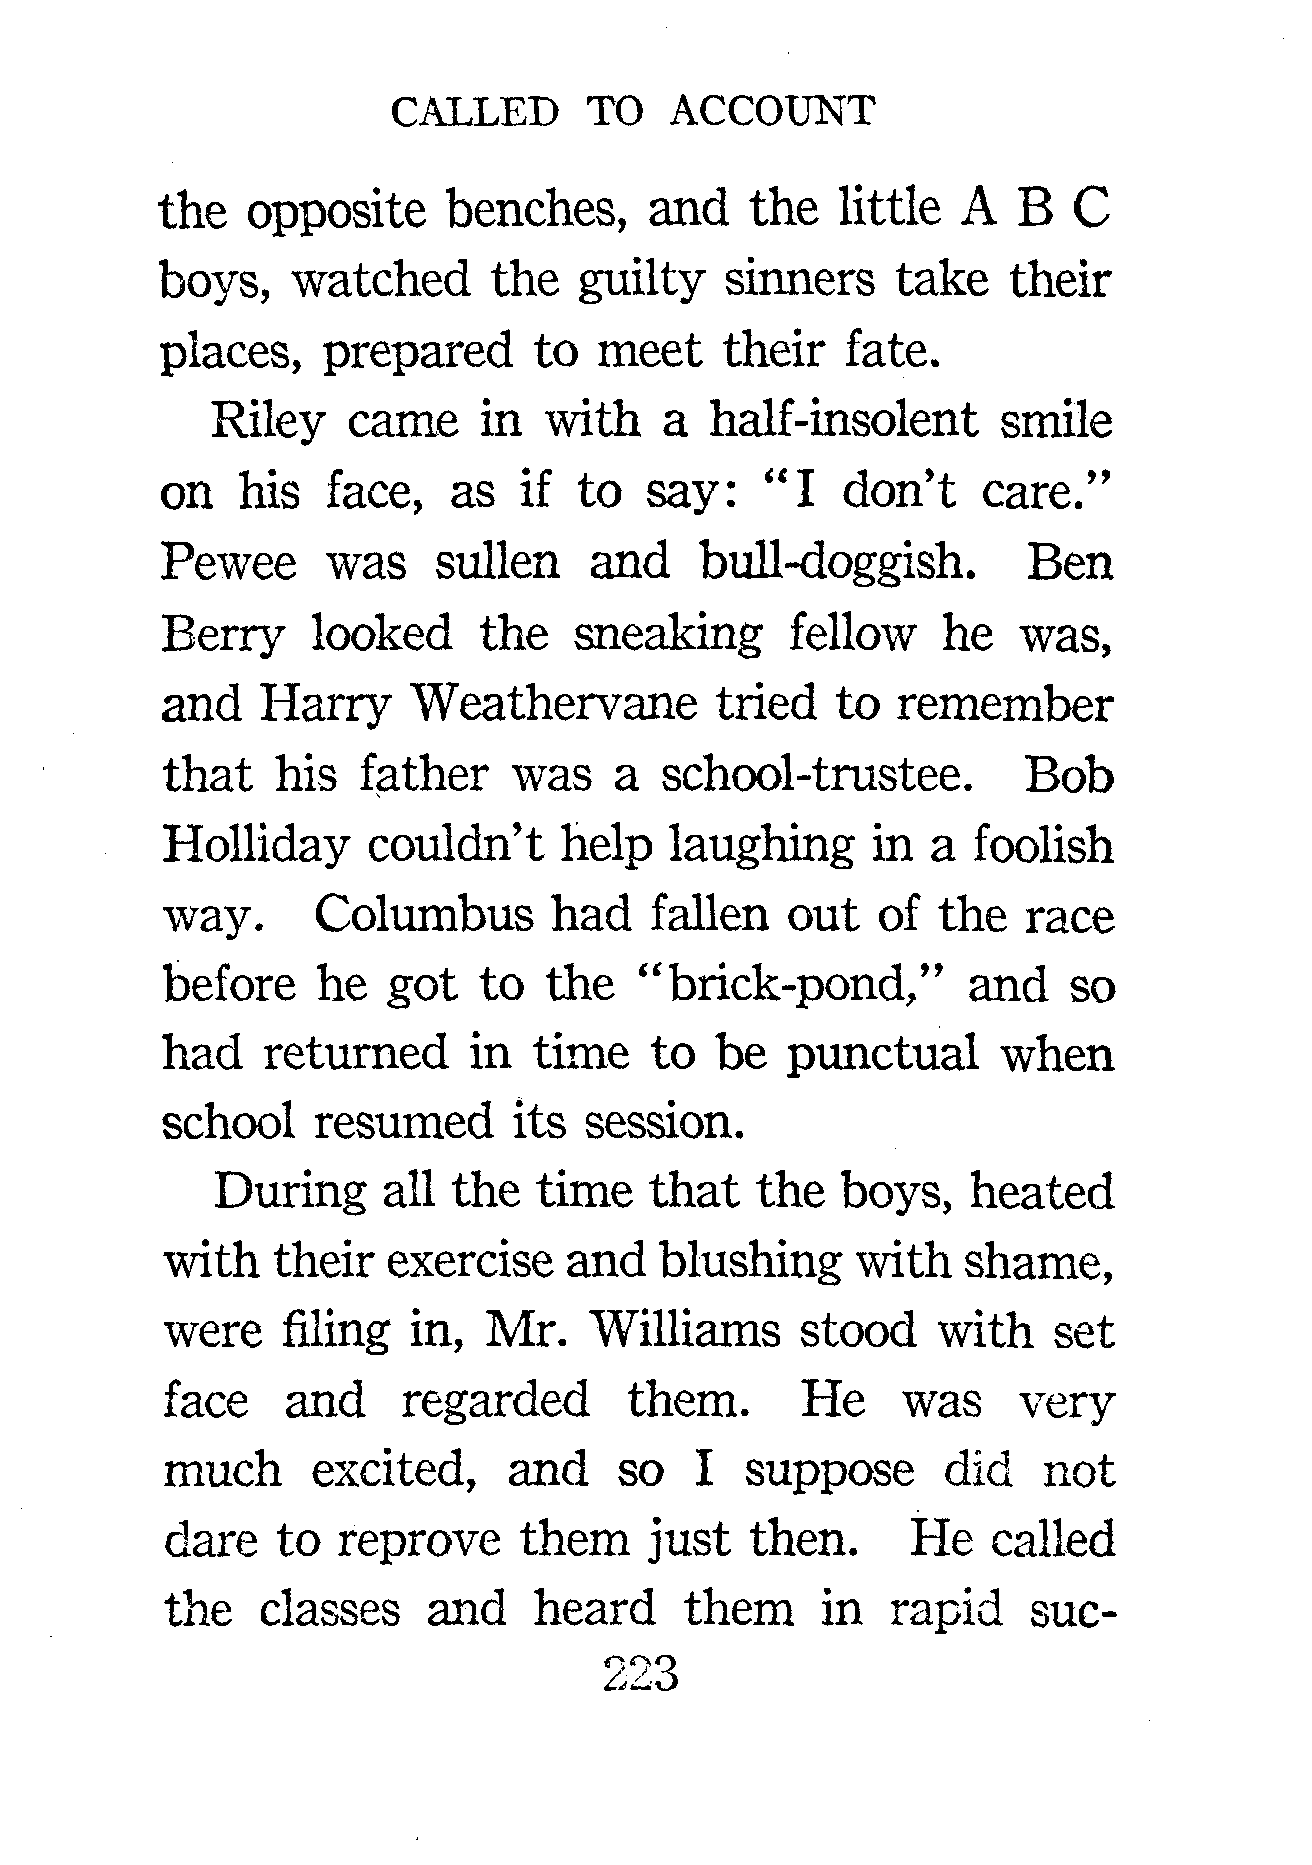 CALLED TO ACCOUNT
the opposite benches, and the little A B C
boys, watched the guilty sinners take their
places, prepared to meet their fate.
Riley came in with a half-insolent smile
on his face, as if to say: “I don’t care.”
Pewee was sullen and bull-doggish. Ben
Berry looked the sneaking fellow he was,
and Harry Weathervane tried to remember
that his father was a school-trustee. Bob
Holliday couldn’t help laughing in a foolish
way. Columbus had fallen out of the race
before he got to the “brick-pond,” and so
had returned in time to be punctual when
school resumed its session.
During all the time that the boys, heated
with their exercise and blushing with shame,
were filing in, Mr. Williams stood with set
face and regarded them. He was very
much excited, and so I suppose did not
dare to reprove them just then. He called
the classes and heard them in rapid suc-
223